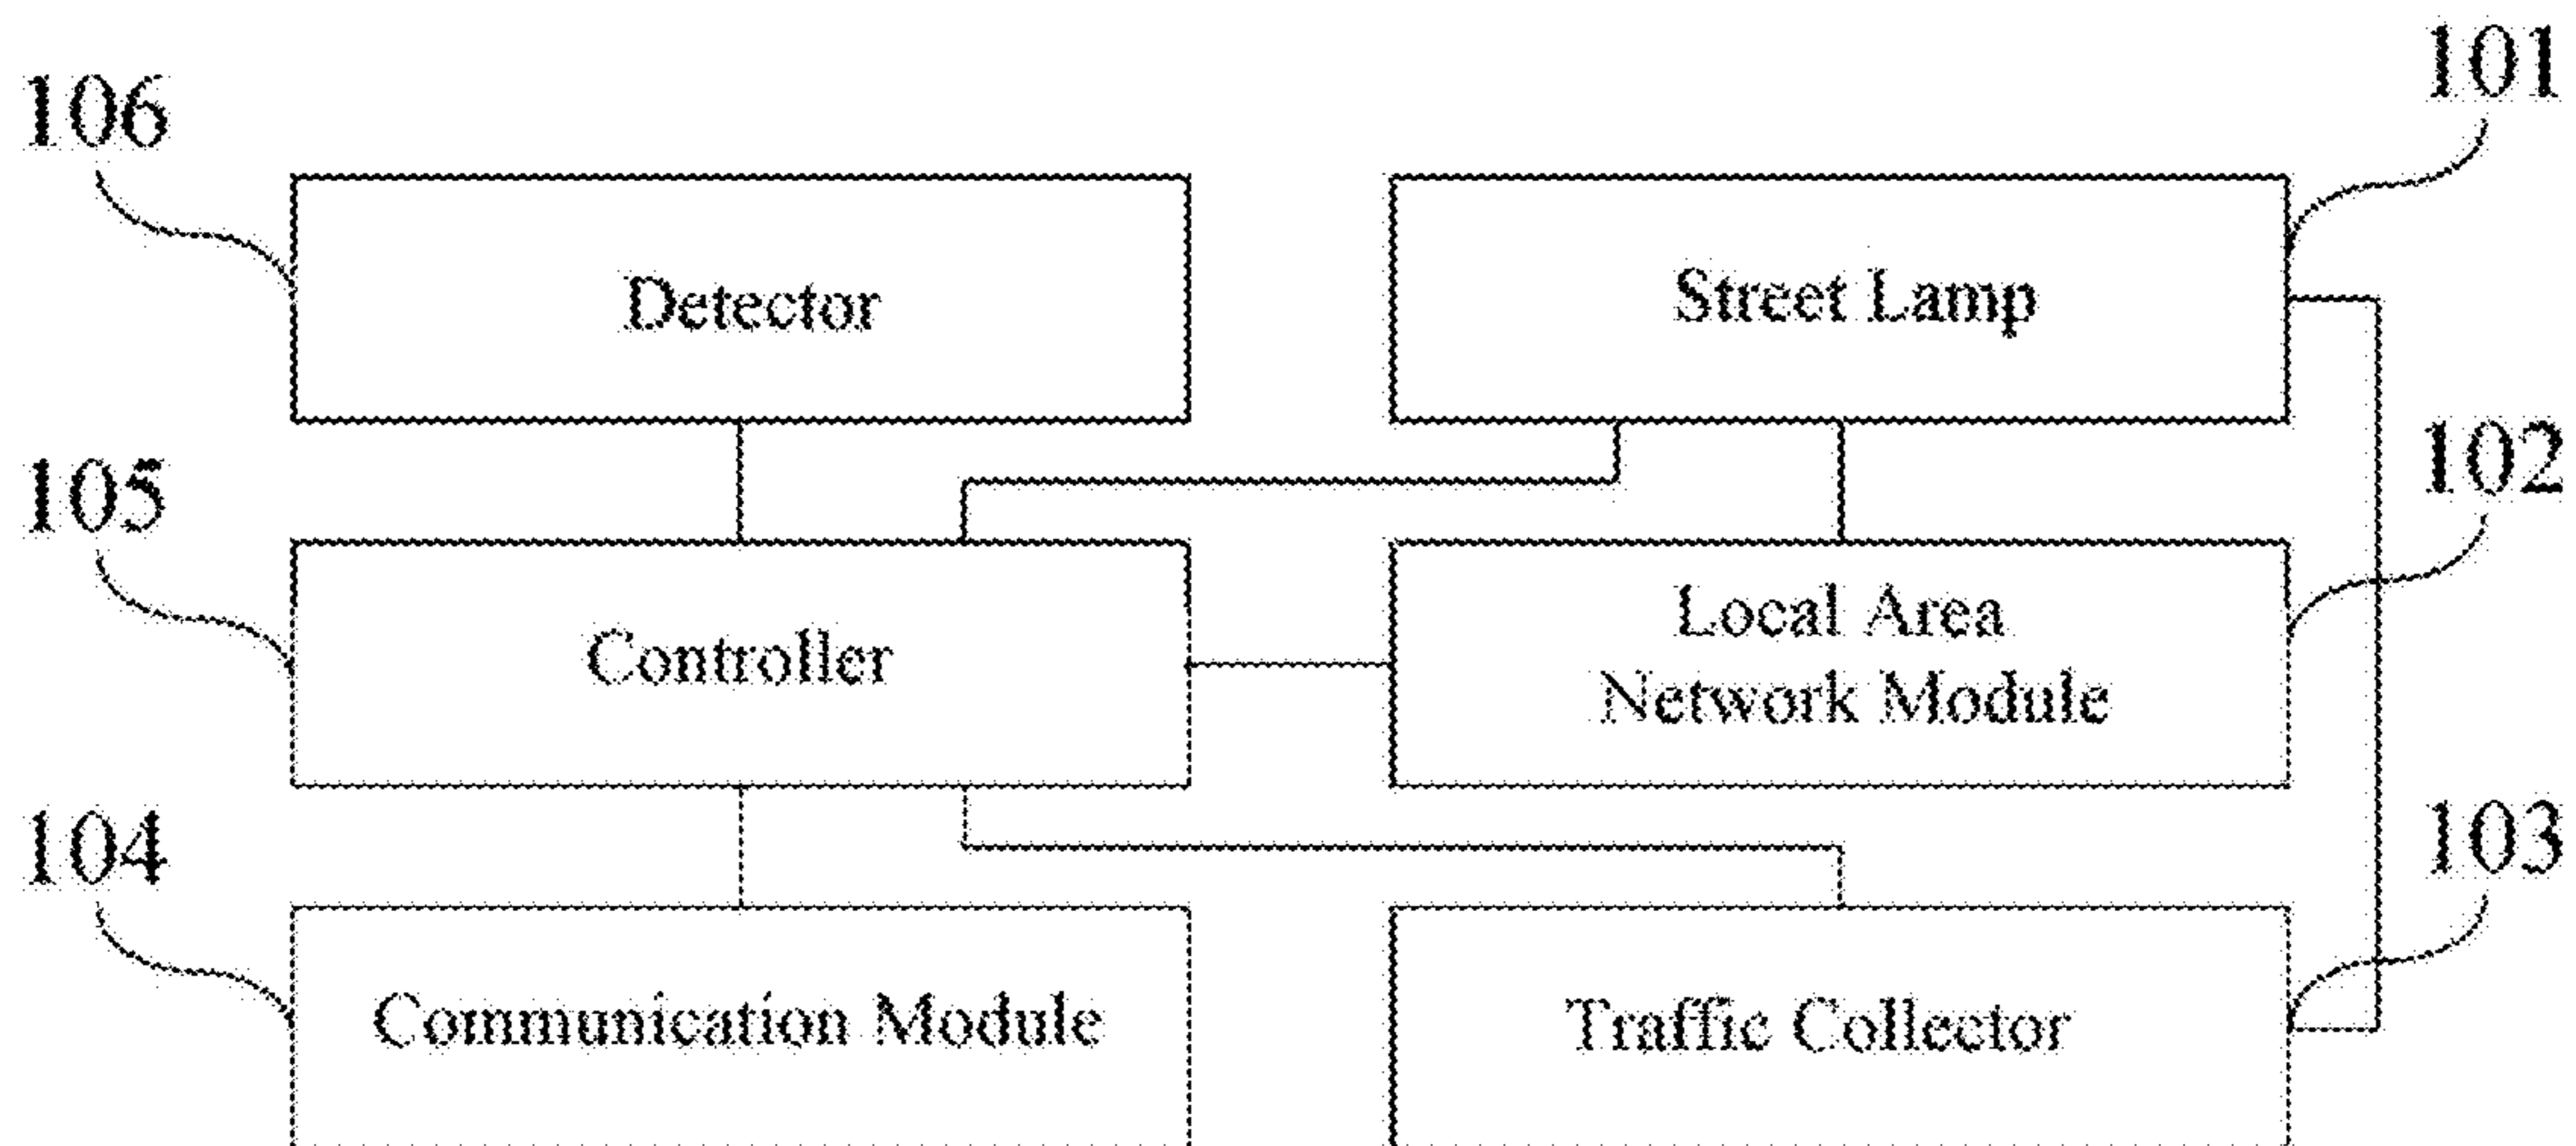 101
106
Detector
Street Lamp
102
105
Controller
Local Area
Network Module
104
103
Communication Module
Traffic Collector